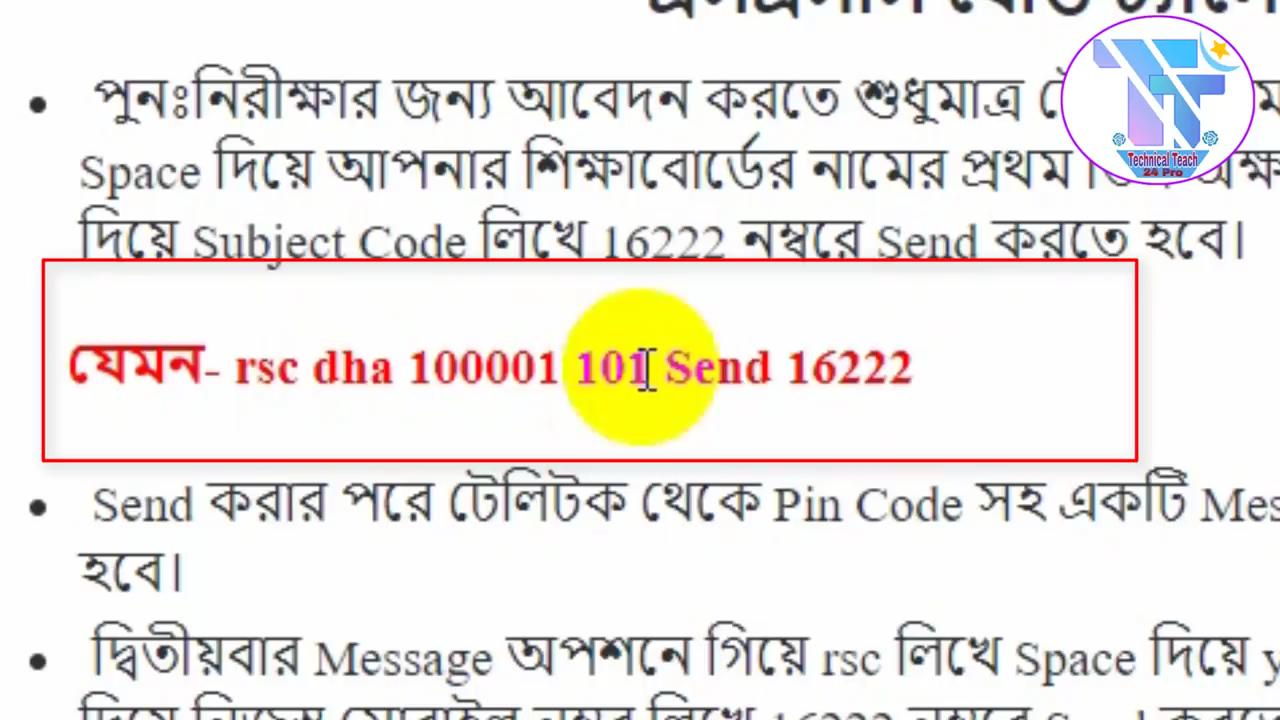 পুনঃনিরীক্ষার জন্য আবেদন করতে শুধুমাত্র
Space দিয়ে আপনার শিক্ষাবোর্ডের নামের প্রথম
দিয়ে Subject Code লিখে 16222 নম্বরে Send করতে হবে।
যেমন- rsc dha 100001 101 Send 16222
Send করার পরে টেলিটক থেকে Pin Code সহ একটি
হবে।
দ্বিতীয়বার Message অপশনে গিয়ে rsc লিখে Space দিয়ে
Technical Teach
24 Pro